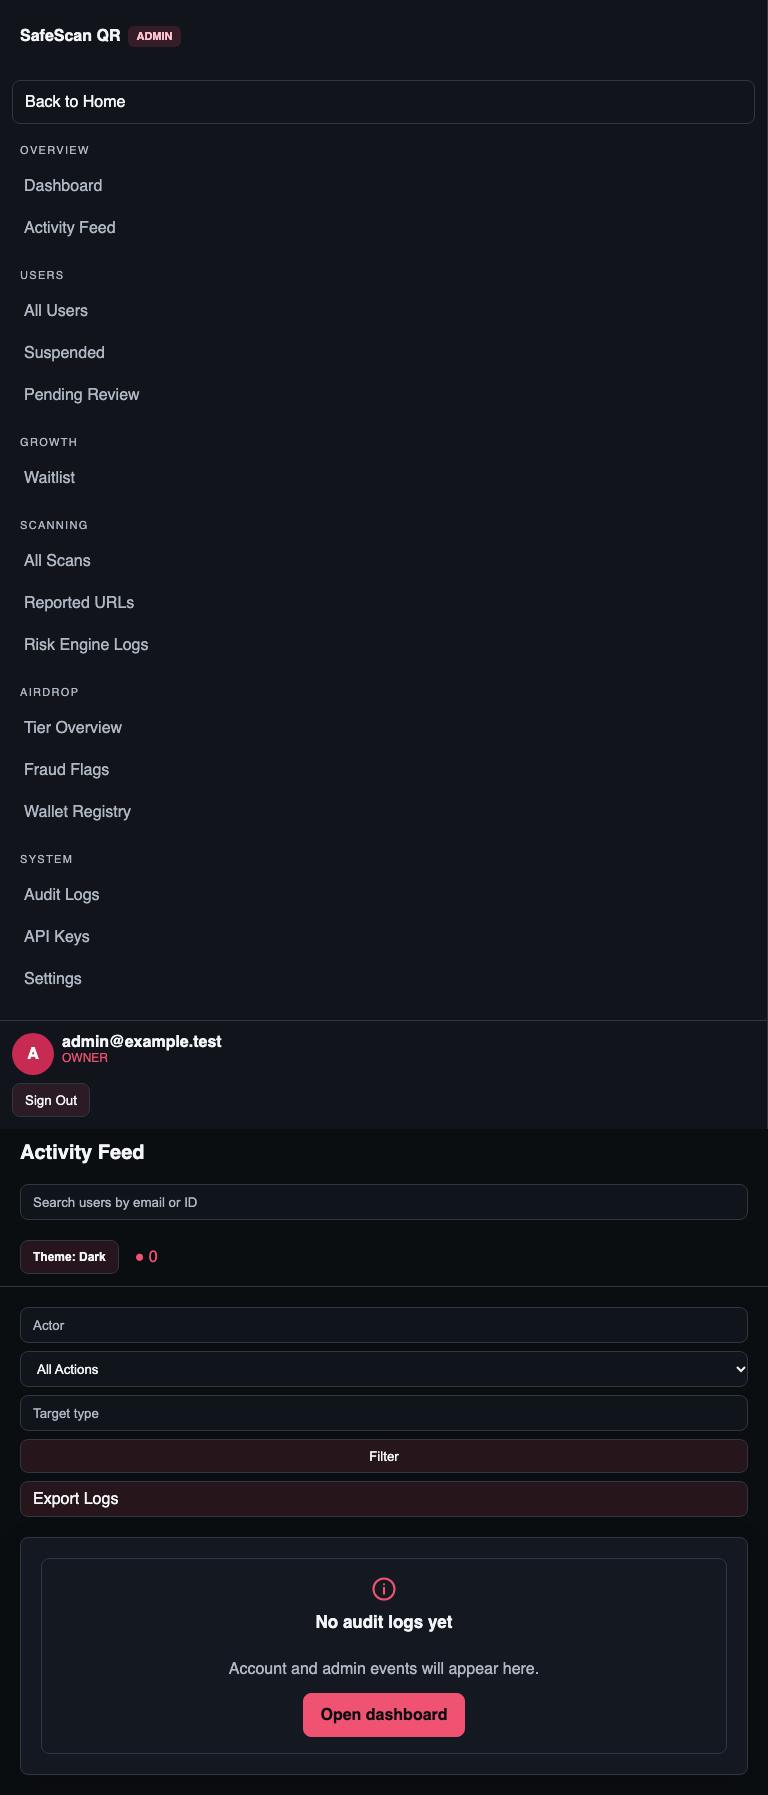 SafeScan QR ADMIN
Back to Home
OVERVIEW
Dashboard
Activity Feed
USERS
All Users
Suspended
Pending Review
GROWTH
Waitlist
SCANNING
All Scans
Reported URLs
Risk Engine Logs
AIRDROP
Tier Overview
Fraud Flags
Wallet Registry
SYSTEM
Audit Logs
API Keys
Settings
A
admin@example.test
OWNER
Sign Out
Activity Feed
Search users by email or ID
Theme: Dark 0
Actor
All Actions
Target type
Filter
Export Logs
No audit logs yet
Account and admin events will appear here.
Open dashboard